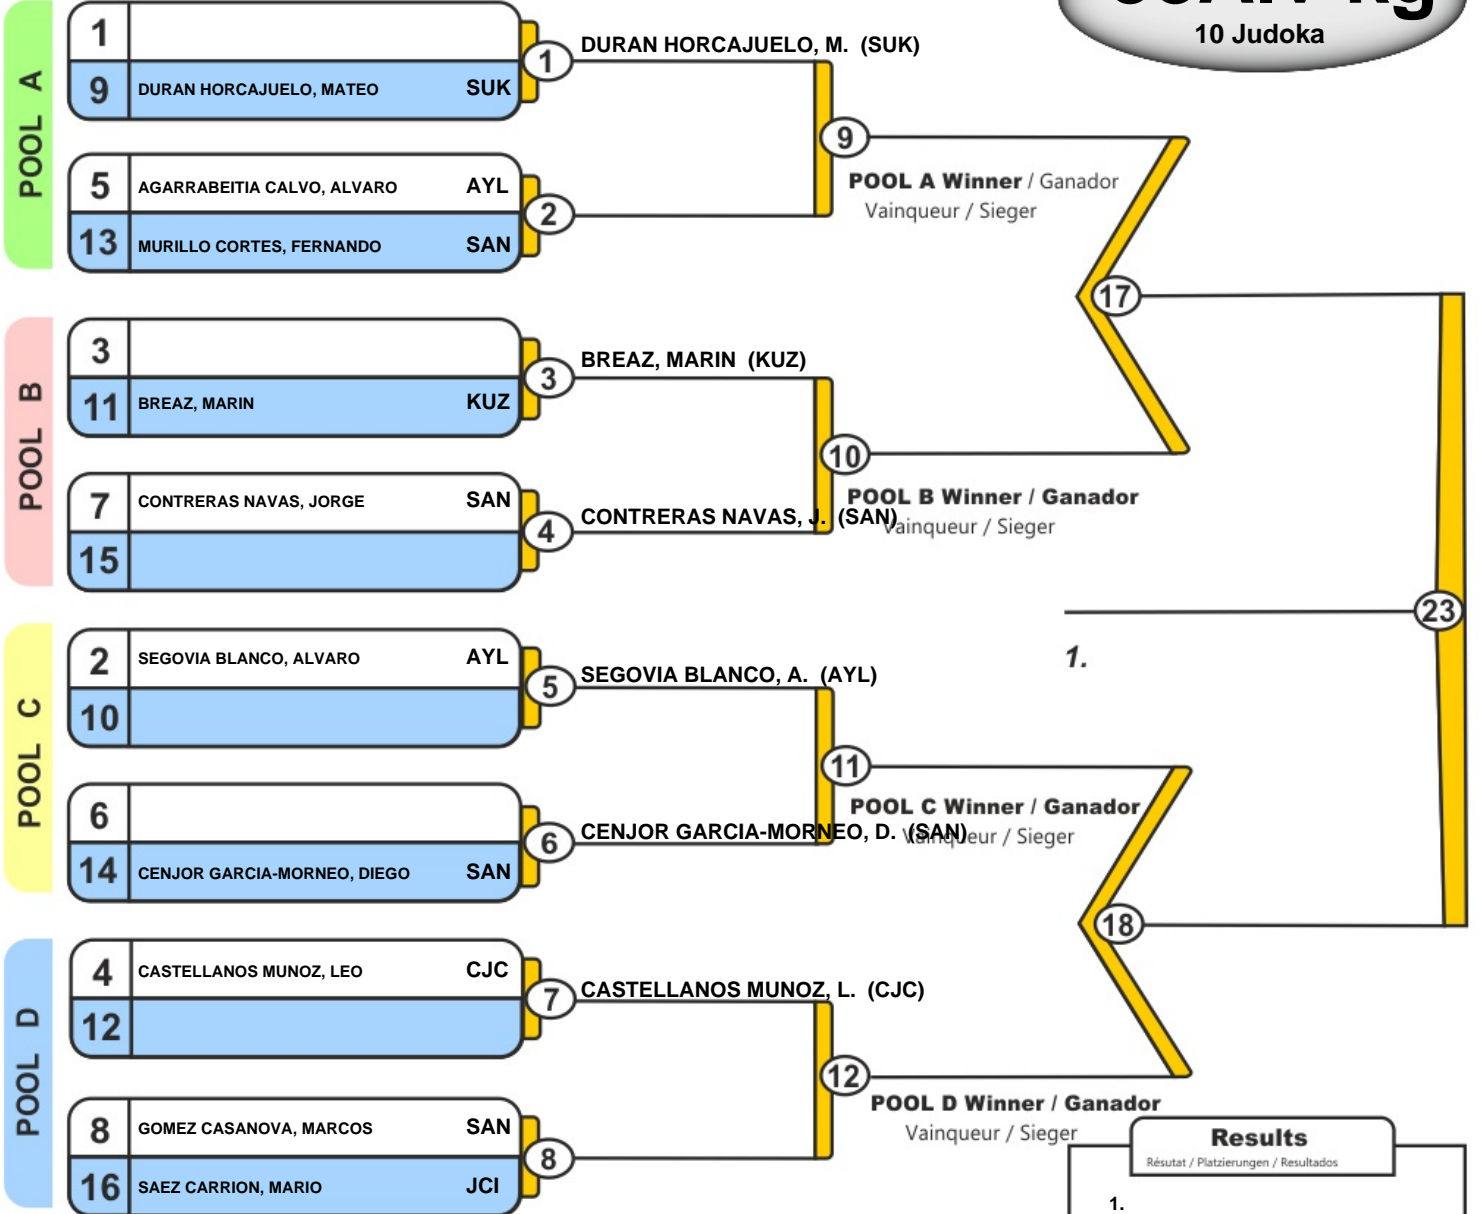 10 Judoka
POOL A
1
9 DURAN HORCAJUELO, MATEO SUK
1
DURAN HORCAJUELO, M. (SUK)
5 AGARRABEITIA CALVO, ALVARO AYL
13 MURILLO CORTES, FERNANDO SAN
2
9
POOL A Winner / Ganador
Vainqueur / Sieger
17
POOL B
3
11 BREAZ, MARIN KUZ
3
BREAZ, MARIN (KUZ)
7 CONTRERAS NAVAS, JORGE SAN
15
4
CONTRERAS NAVAS, J. (SAN)
10
POOL B Winner / Ganador
Vainqueur / Sieger
23
1.
POOL C
2 SEGOVIA BLANCO, ALVARO AYL
10
5
SEGOVIA BLANCO, A. (AYL)
6
14 CENJOR GARCIA-MORNEO, DIEGO SAN
6
CENJOR GARCIA-MORNEO, D. (SAN)
11
POOL C Winner / Ganador
Vainqueur / Sieger
18
POOL D
4 CASTELLANOS MUNOZ, LEO CJC
12
7
CASTELLANOS MUNOZ, L. (CJC)
8 GOMEZ CASANOVA, MARCOS SAN
16 SAEZ CARRION, MARIO JCI
8
12
POOL D Winner / Ganador
Vainqueur / Sieger
Results
Résutat / Platzierungen / Resultados
1.